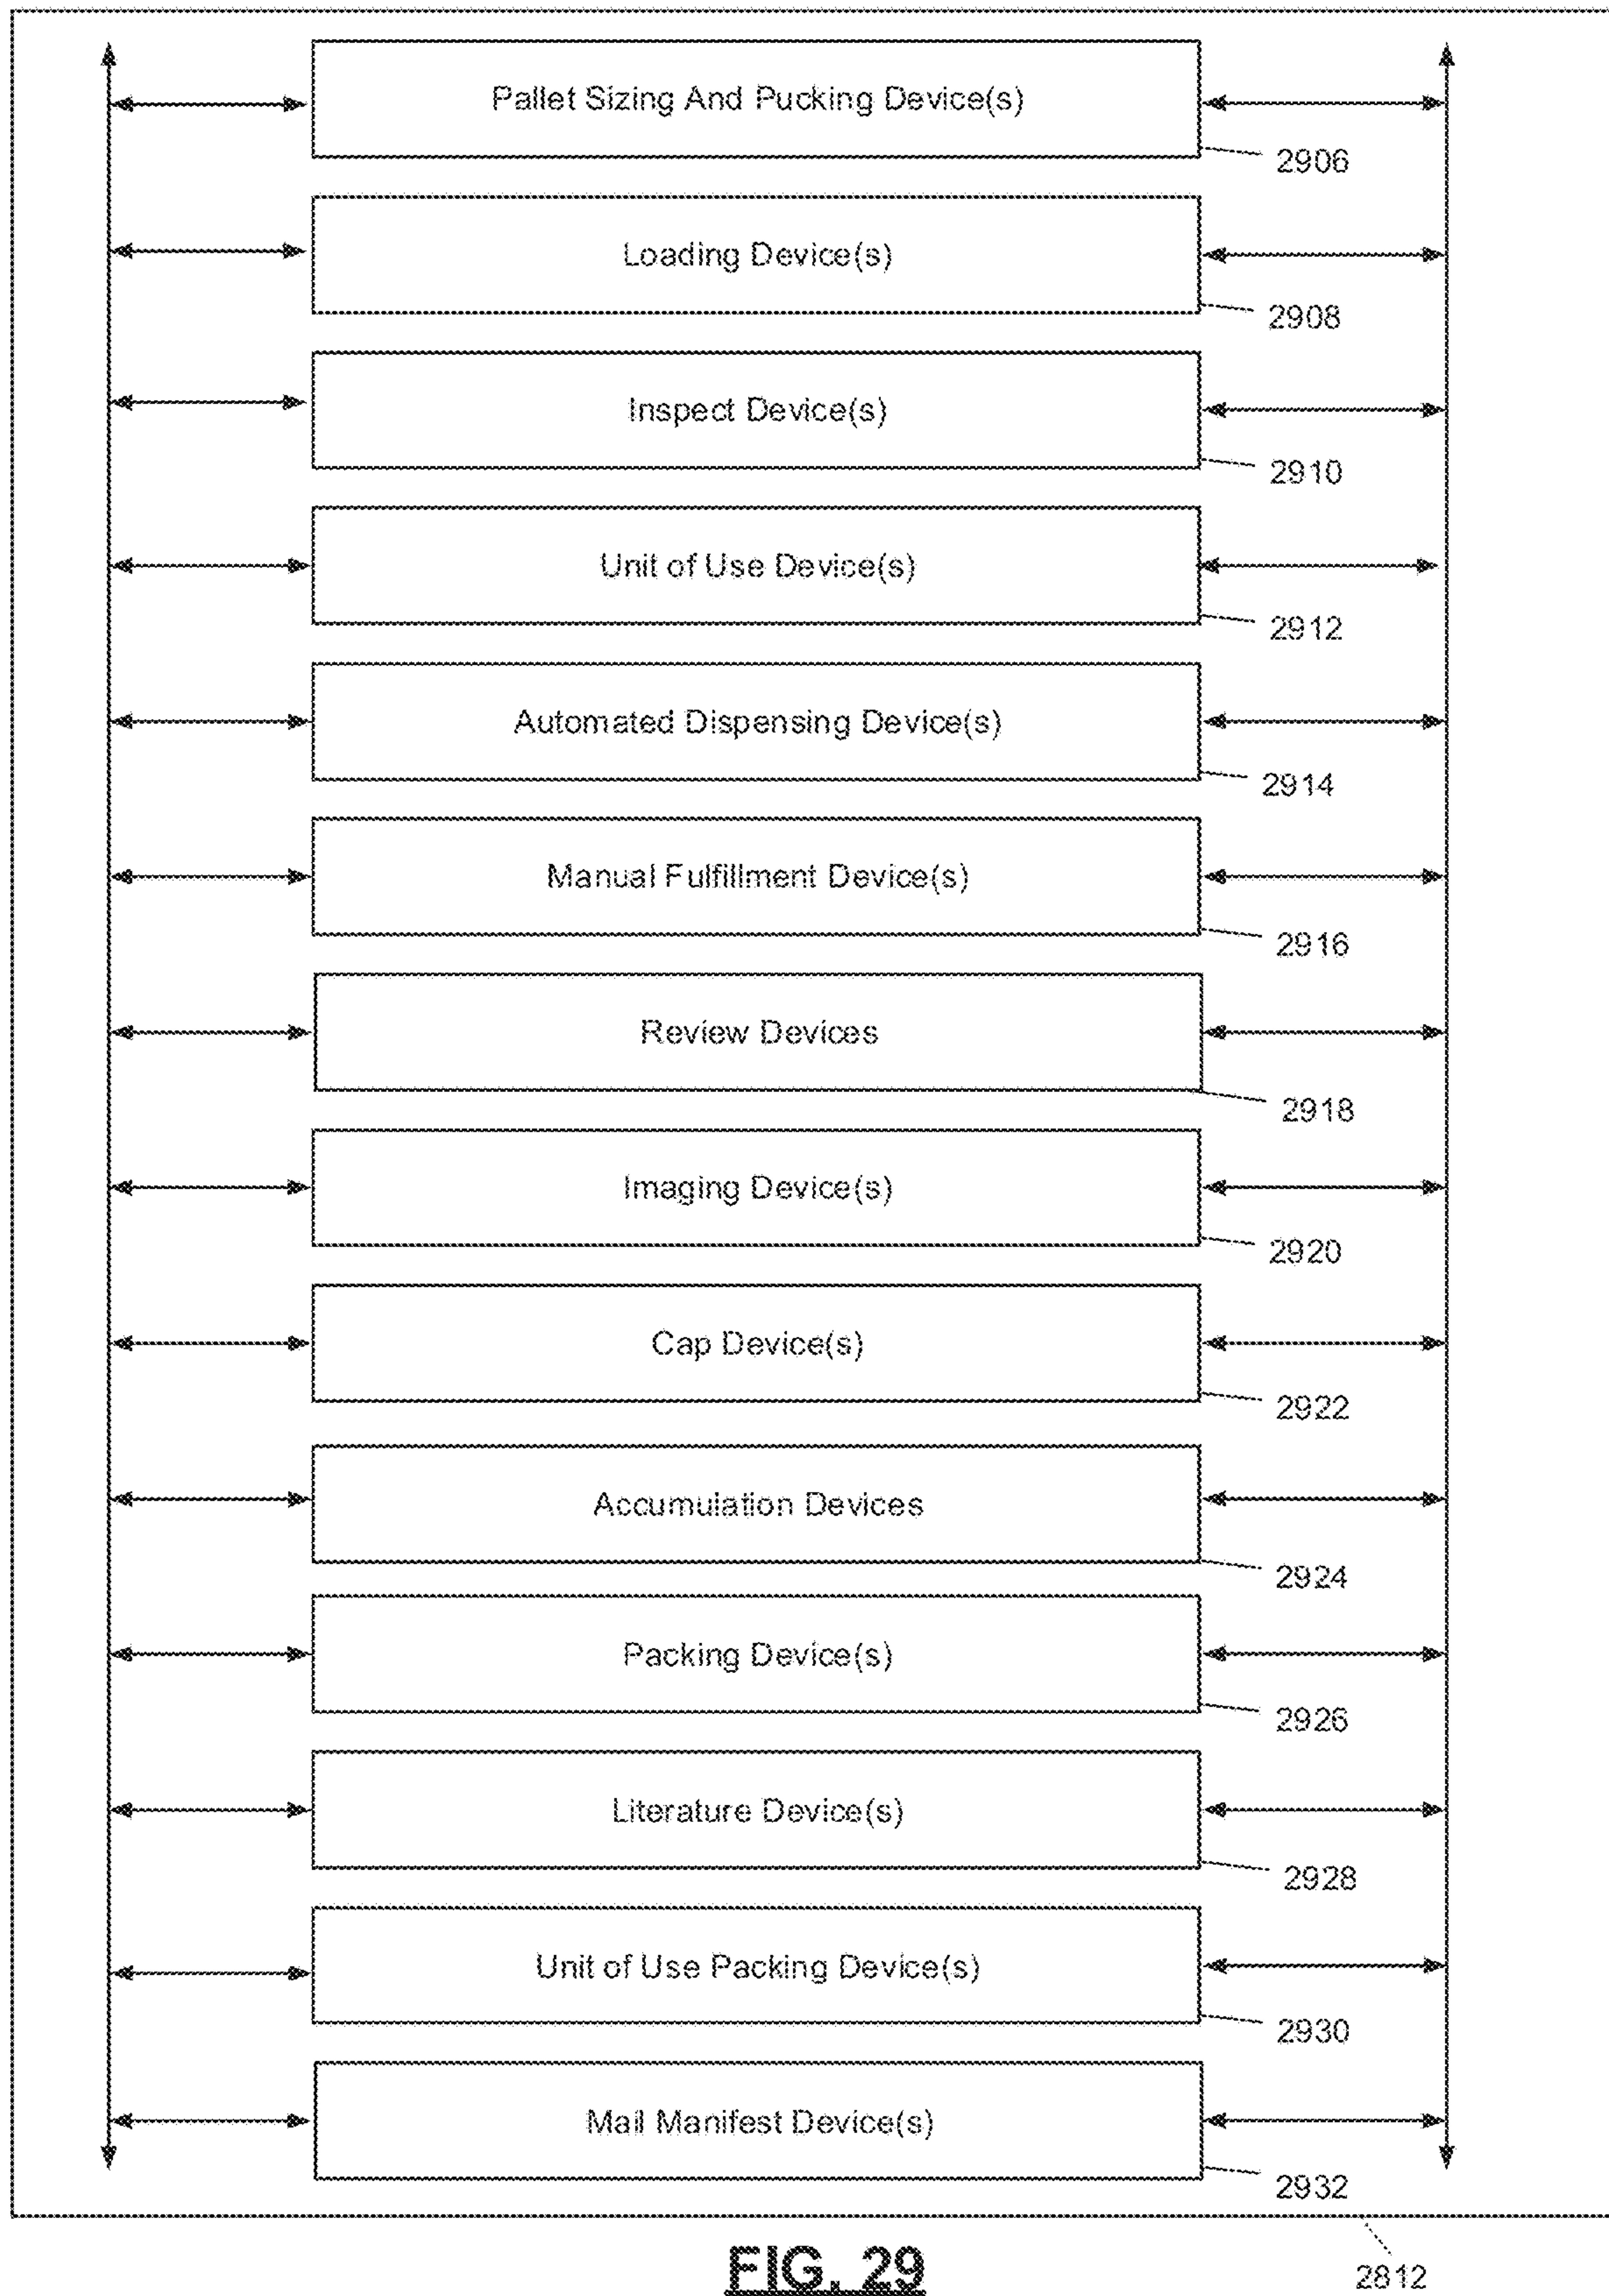 Pallet Sizing And Pucking Device(s)
2906
Loading Device(s)
2908
Inspect Device(s)
2910
Unit of Use Device(s)
2912
Automated Dispensing Device(s)
2914
Manual Fulfillment Device(s)
2916
Review Devices
2918
Imaging Device(s)
2920
Cap Device(s)
2922
Accumulation Devices
2924
Packing Device(s)
2926
Literature Device(s)
2928
Unit of Use Packing Device(s)
2930
Mail Manifest Device(s)
2932
FIG. 29
2812